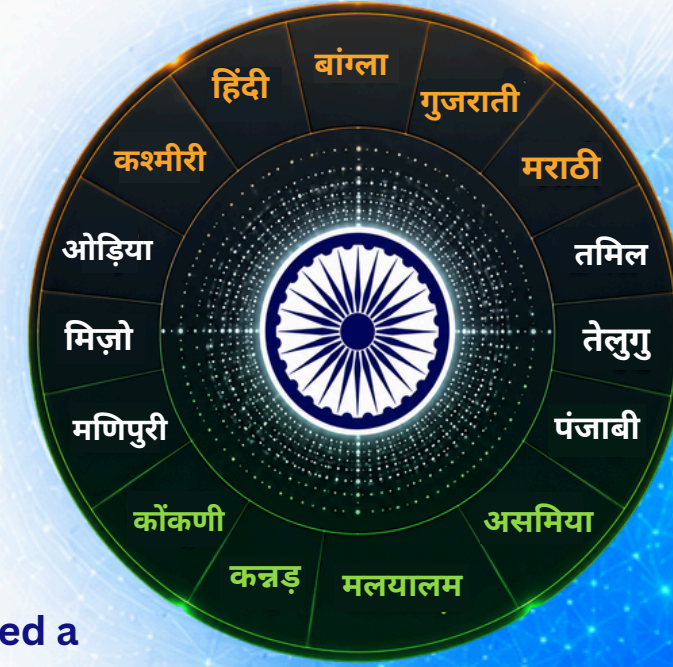 बांग्ला
हिंदी
गुजराती
कश्मीरी
मराठी
ओड़िया
तमिल
मिज़ो
तेलुगु
मणिपुरी
पंजाबी
कोंकणी
असमिया
कन्नड़
मलयालम
ed a